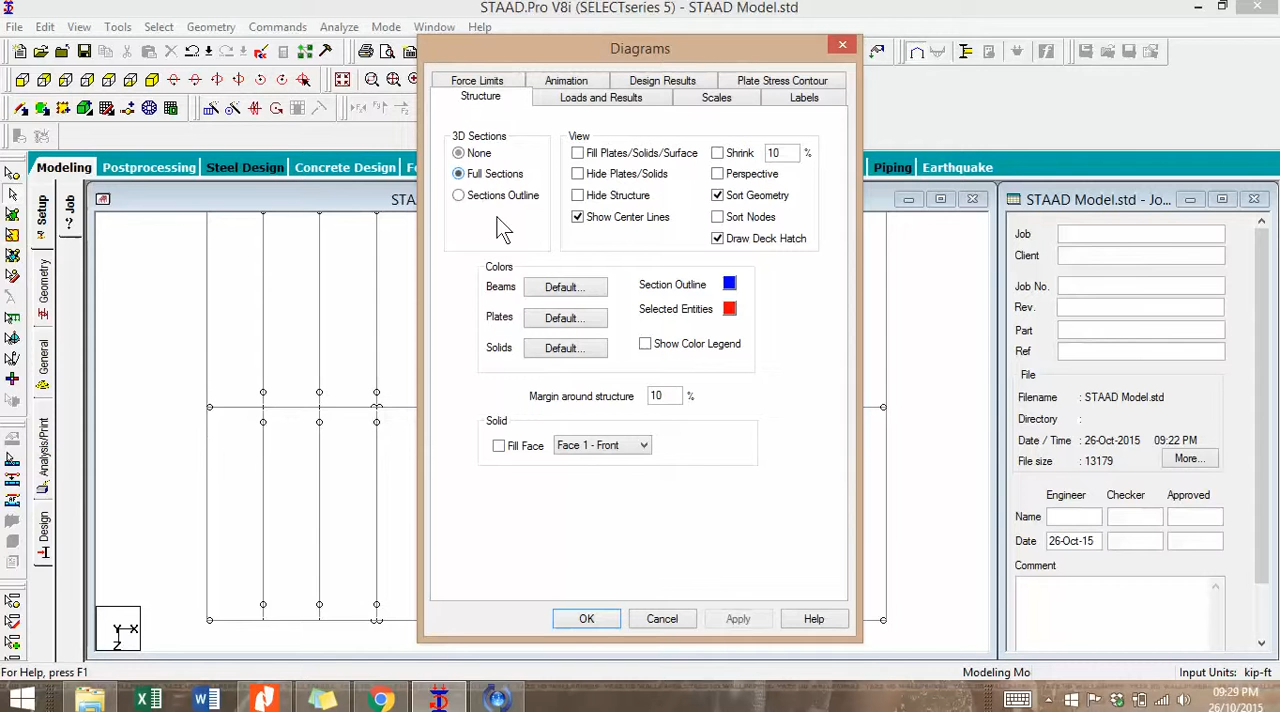 STAAD.Pro V8i (SELECTseries 5) - STAAD Model.std
File Edit View Tools Select Geometry Commands Analyze Mode Window Help
Diagrams
Force Limits Animation Design Results Plate Stress Contour
Structure Loads and Results Scales Labels
Modeling Postprocessing Steel Design Concrete Design Piping Earthquake
Setup
Job
Geometry
General
Analysis/Print
Design
3D Sections
None
Full Sections
Sections Outline
View
Fill Plates/Solids/Surface Shrink 10 %
Hide Plates/Solids Perspective
Hide Structure Sort Geometry
Show Center Lines Sort Nodes
Draw Deck Hatch
Colors
Beams Default... Section Outline
Plates Default... Selected Entities
Solids Default... Show Color Legend
Margin around structure 10 %
Solid
Fill Face Face 1 - Front
OK Cancel Apply Help
STAAD Model.std - Jo...
Job
Client
Job No.
Rev.
Part
Ref
File
Filename : STAAD Model.std
Directory :
Date / Time : 26-Oct-2015 09:22 PM
File size : 13179 More...
Engineer Checker Approved
Name
Date 26-Oct-15
Comment
Y X
Z
For Help, press F1
Modeling Mo Input Units: kip-ft
09:29 PM
26/10/2015